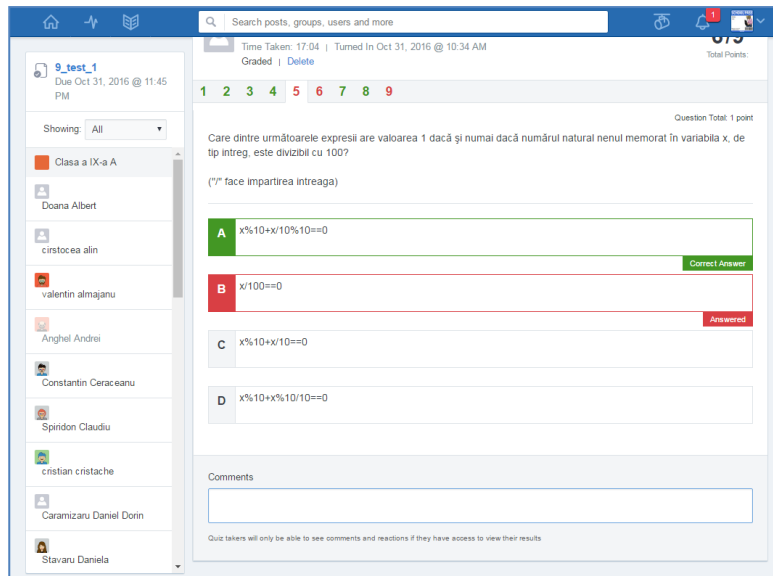 Search posts, groups, users and more
1
9_test_1
Due Oct 31, 2016 @ 11:45
PM
Showing: All
Clasa a IX-a A
Doana Albert
cirstocea alin
valentin almajanu
Anghel Andrei
Constantin Ceraceanu
Spiridon Claudiu
cristian cristache
Caramizaru Daniel Dorin
Stavaru Daniela
Time Taken: 17:04 | Turned In Oct 31, 2016 @ 10:34 AM
Graded | Delete
Total Points:
1 2 3 4 5 6 7 8 9
Question Total: 1 point
Care dintre următoarele expresii are valoarea 1 dacă şi numai dacă numărul natural nenul memorat în variabila x, de
tip intreg, este divizibil cu 100?
("/" face impartirea intreaga)
A x%10+x/10%10==0
Correct Answer
B x/100==0
Answered
C x%10+x/10==0
D x%10+x%10/10==0
Comments
Quiz takers will only be able to see comments and reactions if they have access to view their results